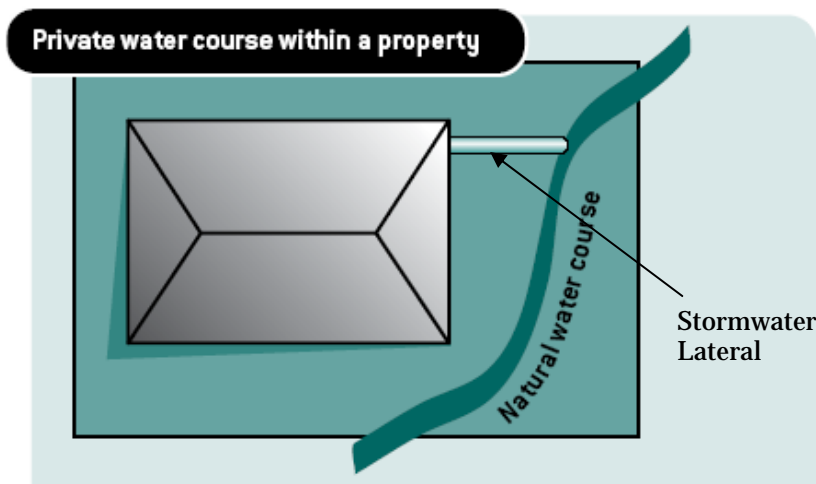 Private water course within a property
Natural water course
Stormwater
Lateral